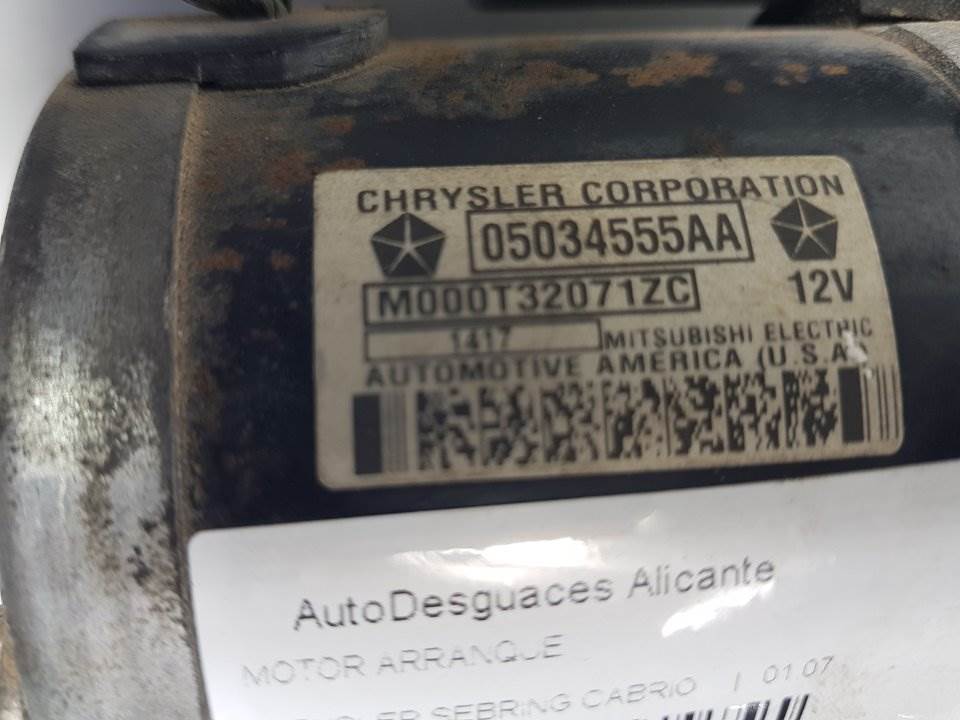 CHRYSLER CORPORATION
05034555AA
M000T32071ZC 12V
1417 MITSUBISHI ELECTRIC
AUTOMOTIVE AMERICA (U.S.A.)
AutoDesguaces Alicante
MOTOR ARRANQUE
SEBRING CABRIO | 01 07